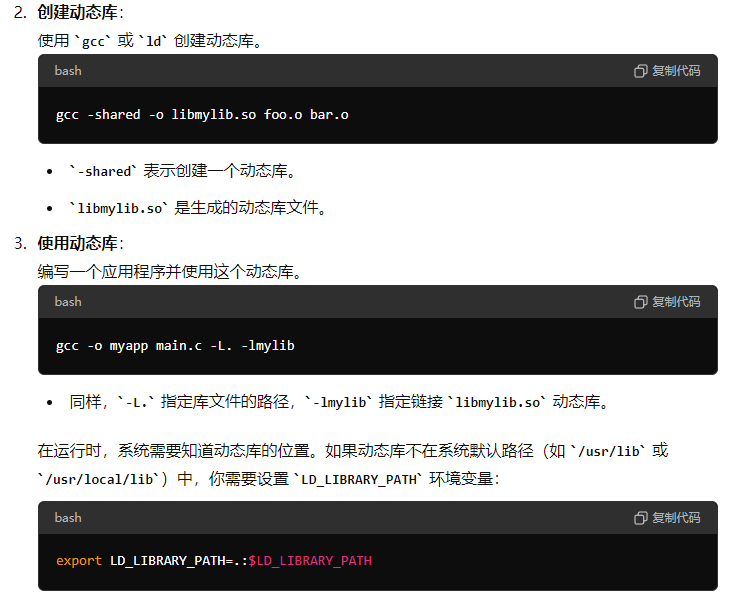 2. 创建动态库：
使用 `gcc` 或 `ld` 创建动态库。
bash 复制代码
gcc -shared -o libmylib.so foo.o bar.o
• `-shared` 表示创建一个动态库。
• `libmylib.so` 是生成的动态库文件。
3. 使用动态库：
编写一个应用程序并使用这个动态库。
bash 复制代码
gcc -o myapp main.c -L. -lmylib
• 同样，`-L.` 指定库文件的路径，`-lmylib` 指定链接 `libmylib.so` 动态库。
在运行时，系统需要知道动态库的位置。如果动态库不在系统默认路径（如 `/usr/lib` 或
`/usr/local/lib`）中，你需要设置 `LD_LIBRARY_PATH` 环境变量：
bash 复制代码
export LD_LIBRARY_PATH=.:$LD_LIBRARY_PATH